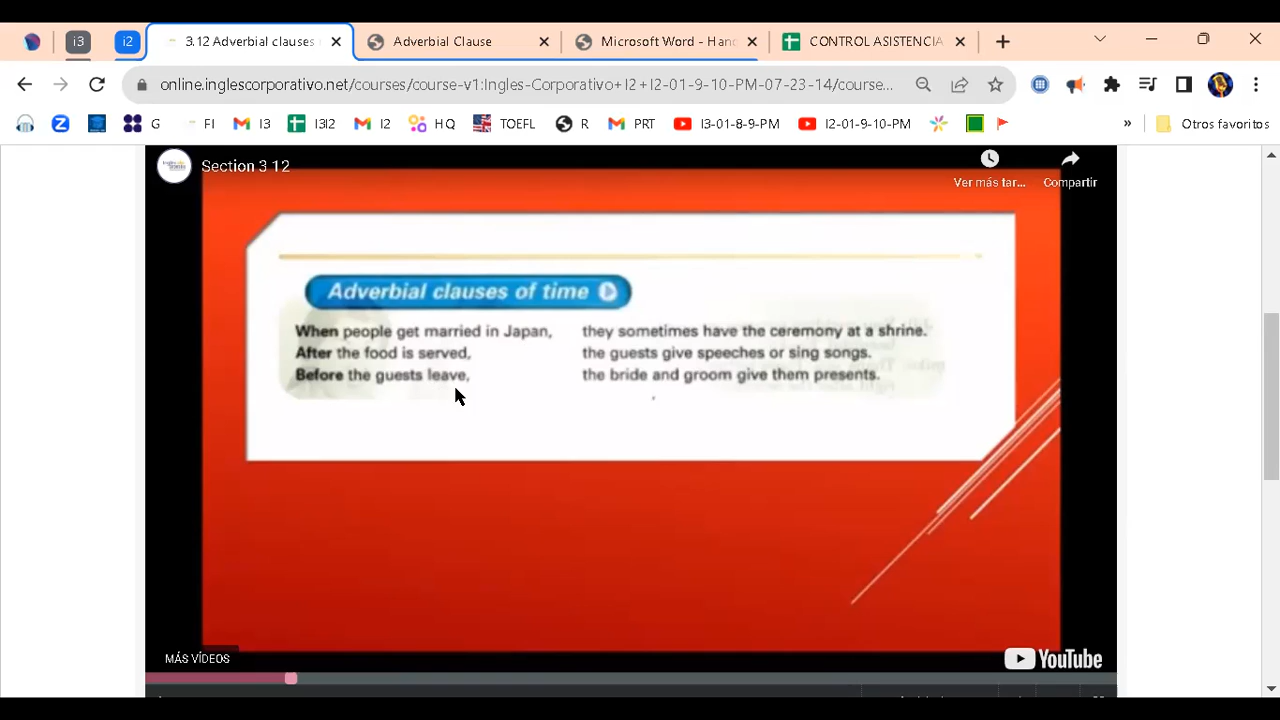 i3
i2
3.12 Adverbial clauses
Adverbial Clause
Microsoft Word - Hand
CONTROL ASISTENCIA
online.inglescorporativo.net/courses/course-v1:Ingles-Corporativo+I2+I2-01-9-10-PM-07-23-14/course...
G
FI
I3
I3I2
I2
HQ
TOEFL
R
PRT
I3-01-8-9-PM
I2-01-9-10-PM
»
Otros favoritos
Section 3 12
Ver más tar...
Compartir
Adverbial clauses of time
When people get married in Japan, they sometimes have the ceremony at a shrine.
After the food is served, the guests give speeches or sing songs.
Before the guests leave, the bride and groom give them presents.
MÁS VÍDEOS
YouTube